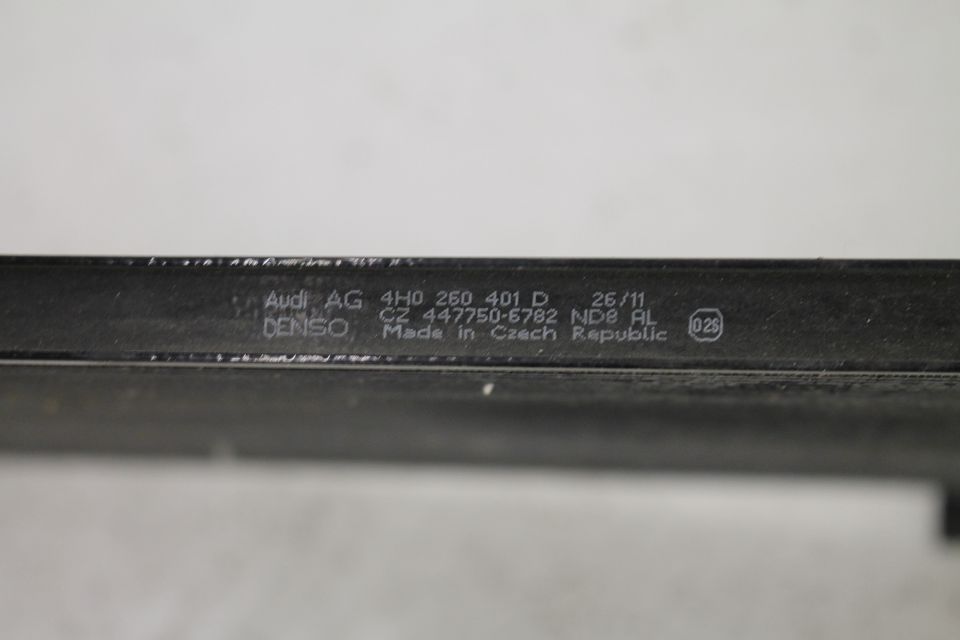 Audi AG 4H0 260 401 D 26/11
CZ 447750-6782 ND8 AL
DENSO Made in Czech Republic
026